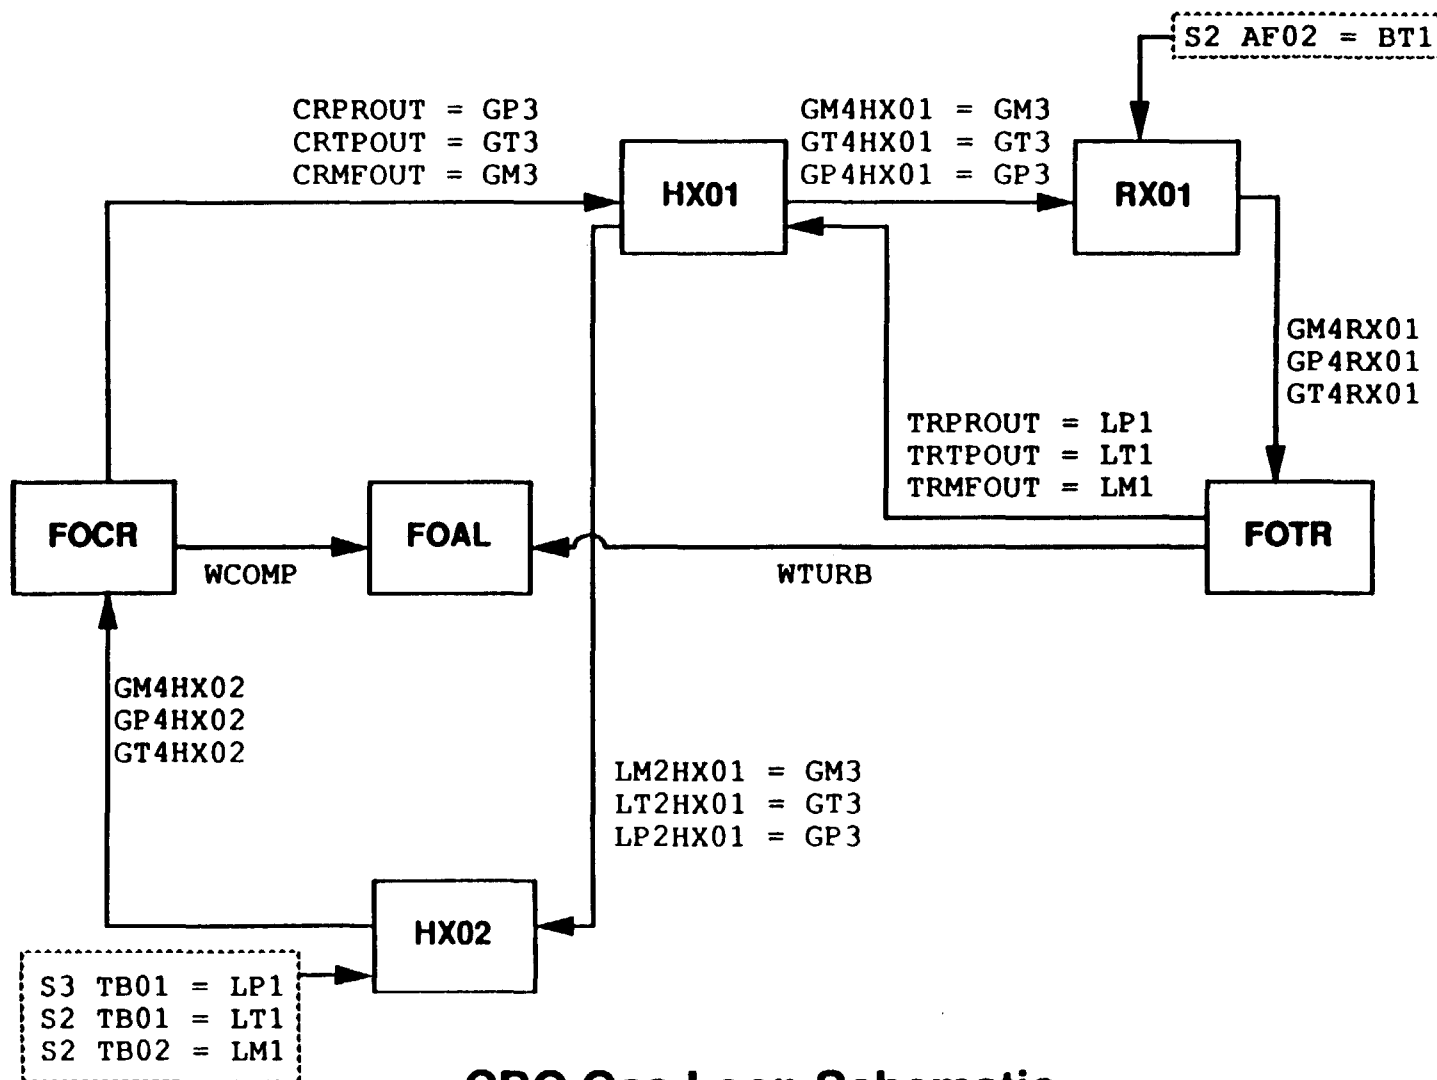 S2 AF02 = BT1
CRPROUT = GP3
CRTPOUT = GT3
CRMFOUT = GM3
GM4HX01 = GM3
GT4HX01 = GT3
GP4HX01 = GP3
HX01
RX01
GM4RX01
GP4RX01
GT4RX01
TRPROUT = LP1
TRTPOUT = LT1
TRMFOUT = LM1
FOCR
FOAL
FOTR
WCOMP
WTURB
GM4HX02
GP4HX02
GT4HX02
LM2HX01 = GM3
LT2HX01 = GT3
LP2HX01 = GP3
HX02
S3 TB01 = LP1
S2 TB01 = LT1
S2 TB02 = LM1
Loop Schematic